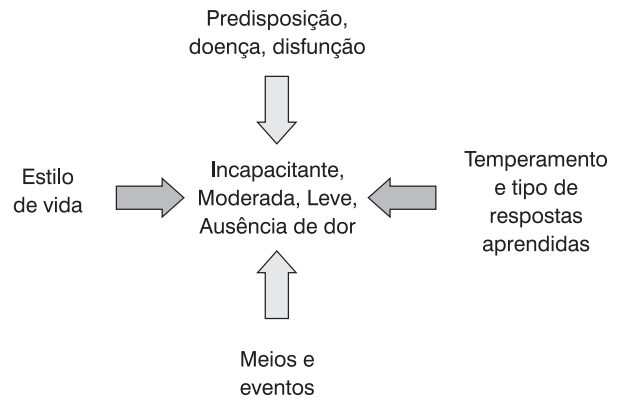 Predisposição,
doença, disfunção
Estilo
de vida
Incapacitante,
Moderada, Leve,
Ausência de dor
Temperamento
e tipo de
respostas
aprendidas
Meios e
eventos